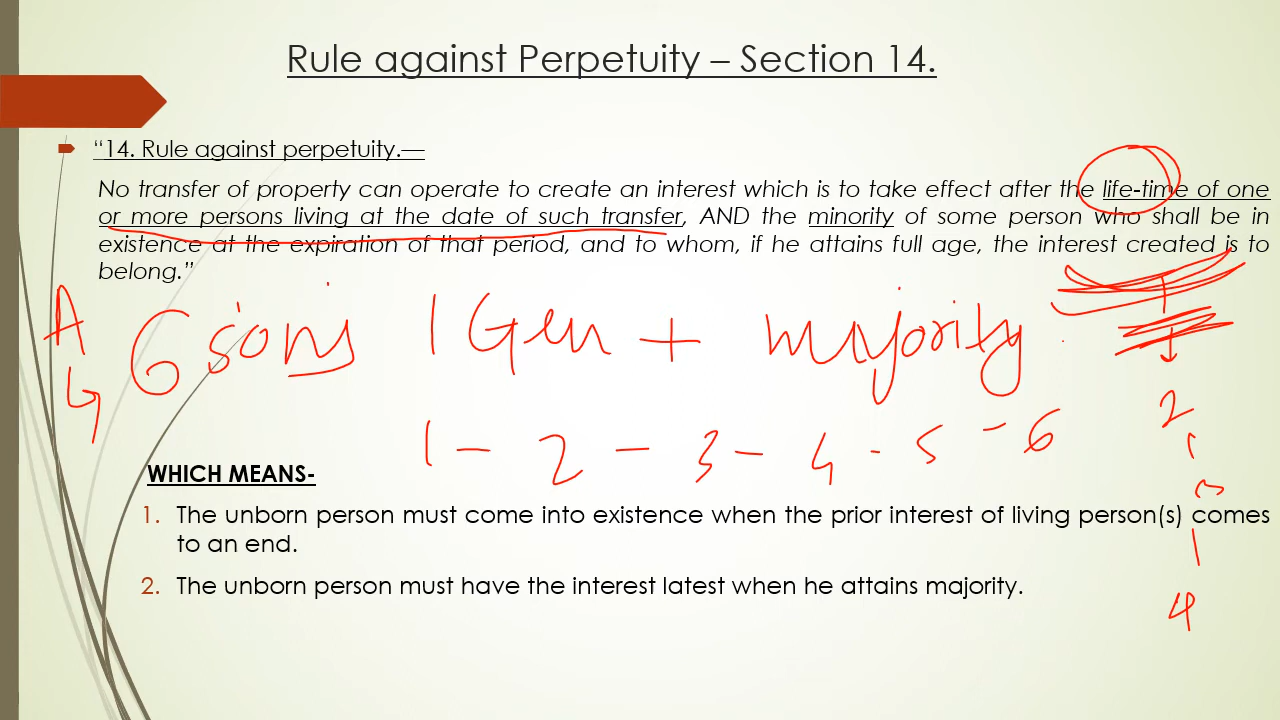 Rule against Perpetuity – Section 14.
“14. Rule against perpetuity.—
No transfer of property can operate to create an interest which is to take effect after the life-time of one
or more persons living at the date of such transfer, AND the minority of some person who shall be in
existence at the expiration of that period, and to whom, if he attains full age, the interest created is to
belong.”
A 6 sons 1 Gen + majority
1 – 2 – 3 – 4 - 5 – 6
2
WHICH MEANS-
1. The unborn person must come into existence when the prior interest of living person(s) comes
to an end.
2. The unborn person must have the interest latest when he attains majority.
4